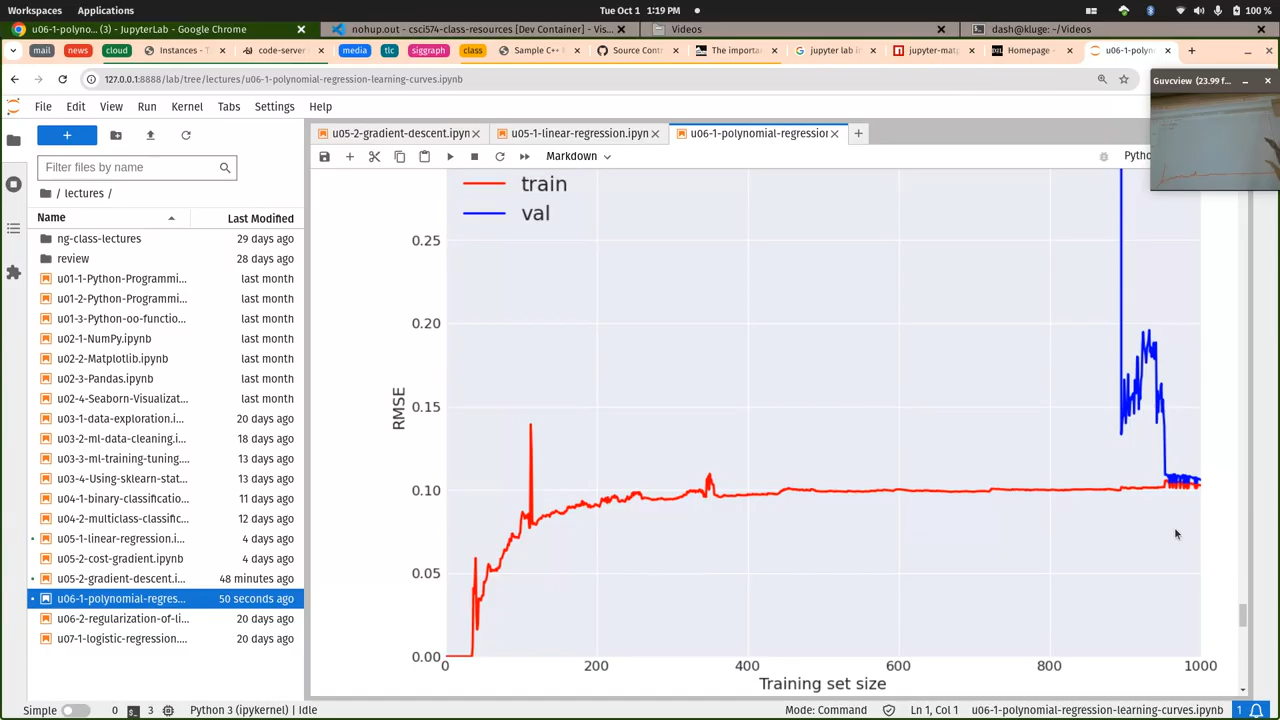 Workspaces Applications Tue Oct 1 1:19 PM 100 %
u06-1-polyno... (3) - JupyterLab - Google Chrome nohup.out - csci574-class-resources [Dev Container] - Vis... Videos dash@kluge: ~/Videos
mail news cloud Instances - code-server media tlc siggraph class Sample C++ Source Cont The importan jupyter lab jupyter-mat Homepage - u06-1-polyn
127.0.0.1:8888/lab/tree/lectures/u06-1-polynomial-regression-learning-curves.ipynb
Guvcview (23.99 f...
File Edit View Run Kernel Tabs Settings Help
u05-2-gradient-descent.ipyn u05-1-linear-regression.ipyn u06-1-polynomial-regression
Markdown Pytho
Filter files by name
/ lectures /
Name Last Modified
ng-class-lectures 29 days ago
review 28 days ago
u01-1-Python-Programmi... last month
u01-2-Python-Programmi... last month
u01-3-Python-oo-functio... last month
u02-1-NumPy.ipynb last month
u02-2-Matplotlib.ipynb last month
u02-3-Pandas.ipynb last month
u02-4-Seaborn-Visualizat... last month
u03-1-data-exploration.i... 20 days ago
u03-2-ml-data-cleaning.i... 18 days ago
u03-3-ml-training-tuning.... 13 days ago
u03-4-Using-sklearn-stat... 13 days ago
u04-1-binary-classificatio... 11 days ago
u04-2-multiclass-classific... 12 days ago
u05-1-linear-regression.i... 4 days ago
u05-2-cost-gradient.ipynb 4 days ago
u05-2-gradient-descent.i... 48 minutes ago
u06-1-polynomial-regres... 50 seconds ago
u06-2-regularization-of-li... 20 days ago
u07-1-logistic-regression.... 20 days ago
train
val
0.25
0.20
0.15
0.10
0.05
0.00
RMSE
0 200 400 600 800 1000
Training set size
Simple 0 3 Python 3 (ipykernel) | Idle Mode: Command Ln 1, Col 1 u06-1-polynomial-regression-learning-curves.ipynb 1